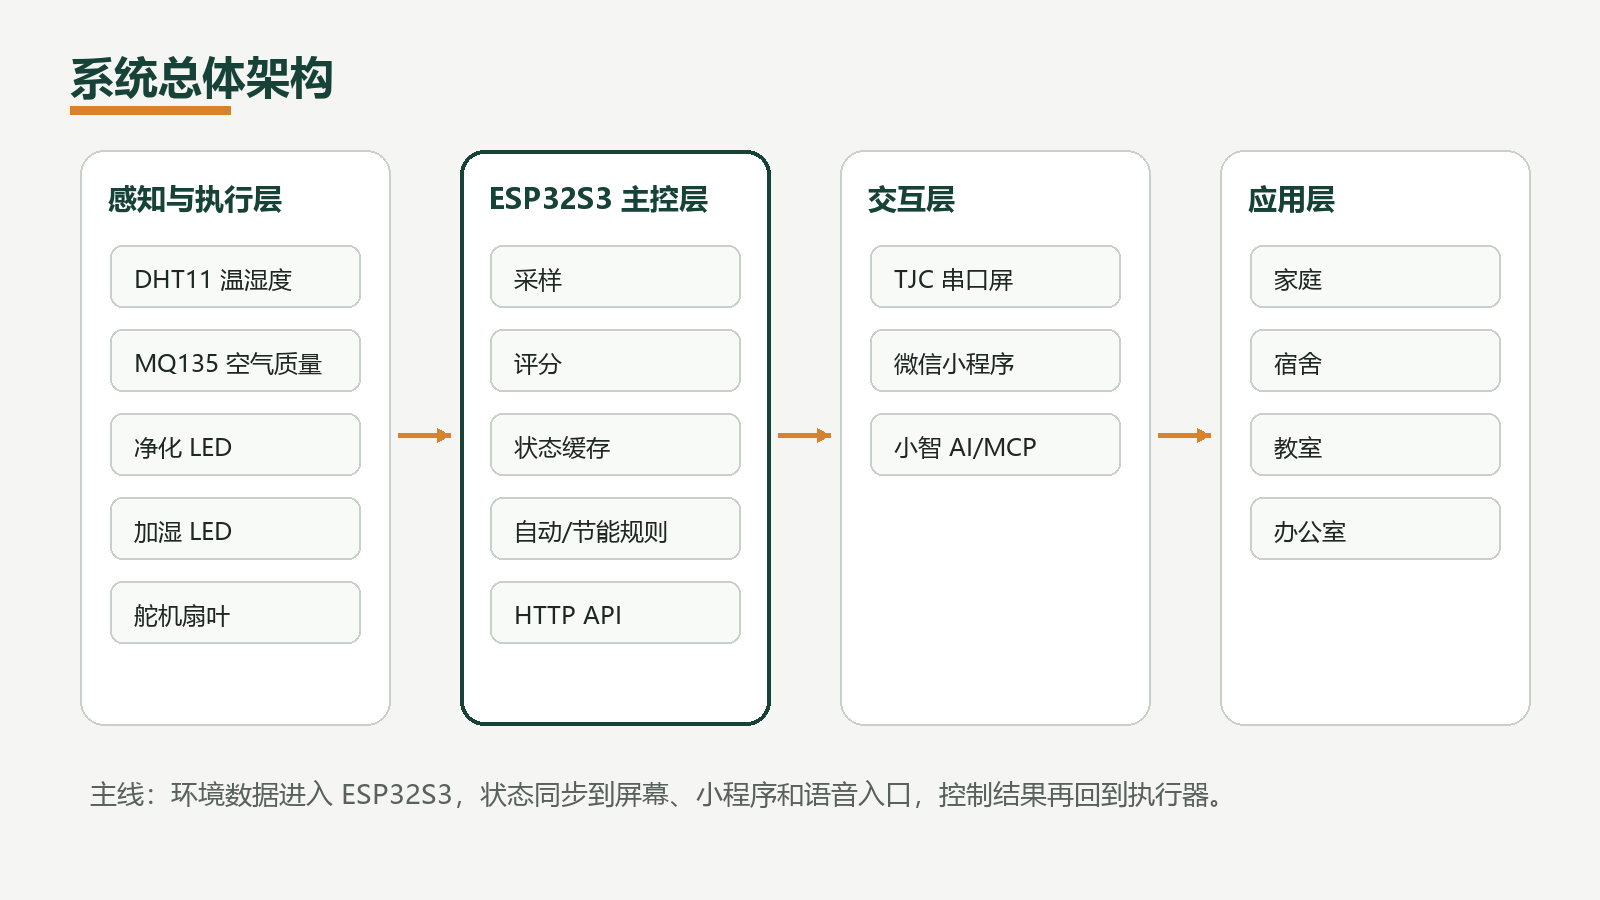 系统总体架构
感知与执行层
DHT11 温湿度
MQ135 空气质量
净化 LED
加湿 LED
舵机扇叶
ESP32S3 主控层
采样
评分
状态缓存
自动/节能规则
HTTP API
交互层
TJC 串口屏
微信小程序
小智 AI/MCP
应用层
家庭
宿舍
教室
办公室
主线：环境数据进入 ESP32S3，状态同步到屏幕、小程序和语音入口，控制结果再回到执行器。